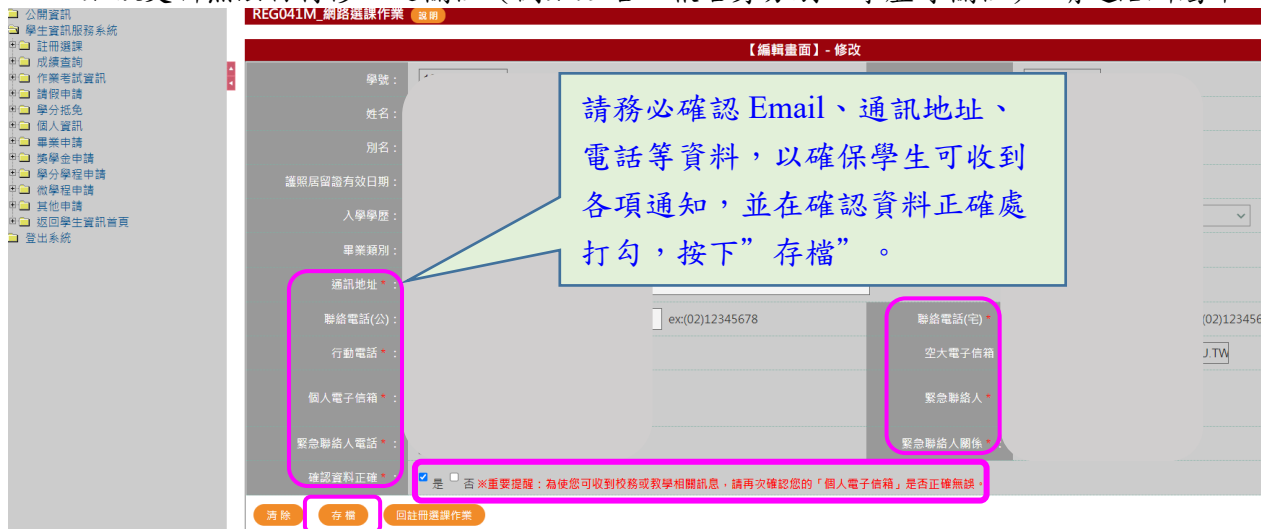 公開資訊
學生資訊服務系統
註冊選課
成績查詢
作業考試資訊
請假申請
學分抵免
個人資訊
畢業申請
獎學金申請
學分學程申請
微學程申請
其他申請
返回學生資訊首頁
登出系統
REG041M_網路選課作業 說明
【編輯畫面】- 修改
學號：
姓名：
別名：
護照居留證有效日期：
入學學歷：
畢業類別：
請務必確認 Email、通訊地址、
電話等資料，以確保學生可收到
各項通知，並在確認資料正確處
打勾，按下”存檔”。
通訊地址 * ：
聯絡電話(公)： ex:(02)12345678 聯絡電話(宅) * (02)123456
行動電話 * ： 空大電子信箱 J.TW
個人電子信箱 * ： 緊急聯絡人 *
緊急聯絡人電話 * ： 緊急聯絡人關係 *
確認資料正確 * ： 是 否 ※重要提醒：為使您可收到校務或教學相關訊息，請再次確認您的「個人電子信箱」是否正確無誤。
清除 存檔 回註冊選課作業